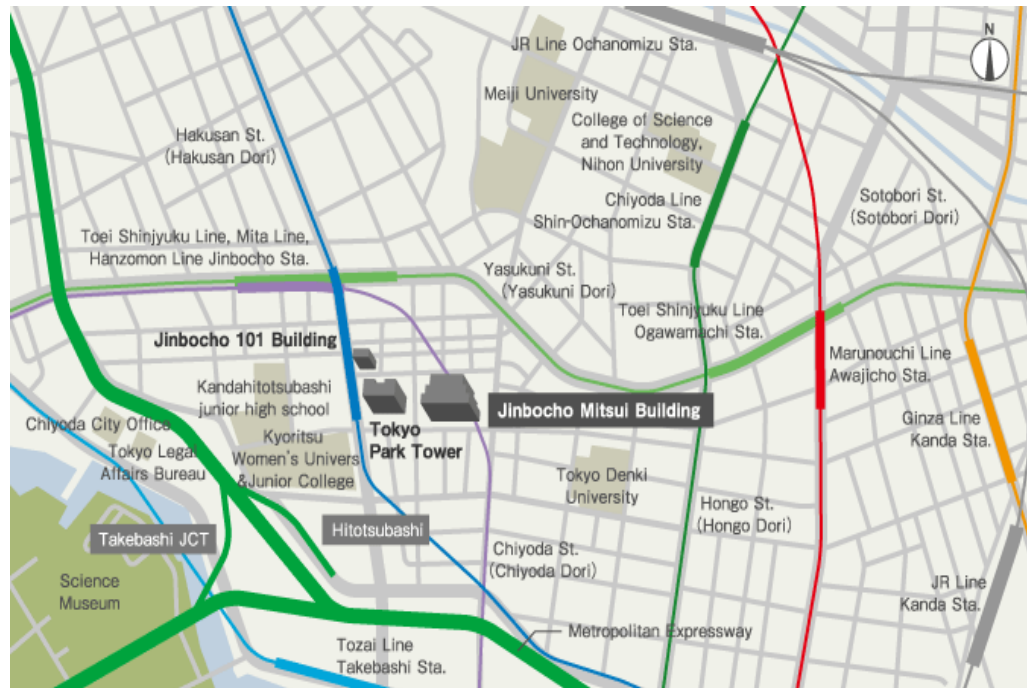 N
JR Line Ochanomizu Sta.
Meiji University
College of Science
and Technology,
Nihon University
Hakusan St.
(Hakusan Dori)
Chiyoda Line
Shin-Ochanomizu Sta.
Sotobori St.
(Sotobori Dori)
Toei Shinjyuku Line, Mita Line,
Hanzomon Line Jinbocho Sta.
Yasukuni St.
(Yasukuni Dori)
Toei Shinjyuku Line
Ogawamachi Sta.
Jinbocho 101 Building
Marunouchi Line
Awajicho Sta.
Kandahitotsubashi
junior high school
Jinbocho Mitsui Building
Ginza Line
Kanda Sta.
Chiyoda City Office
Tokyo
Park Tower
Tokyo Legal
Affairs Bureau
Kyoritsu
Women's Univers
&Junior College
Tokyo Denki
University
Hongo St.
(Hongo Dori)
Takebashi JCT
Hitotsubashi
Chiyoda St.
(Chiyoda Dori)
Science
Museum
JR Line
Kanda Sta.
Metropolitan Expressway
Tozai Line
Takebashi Sta.